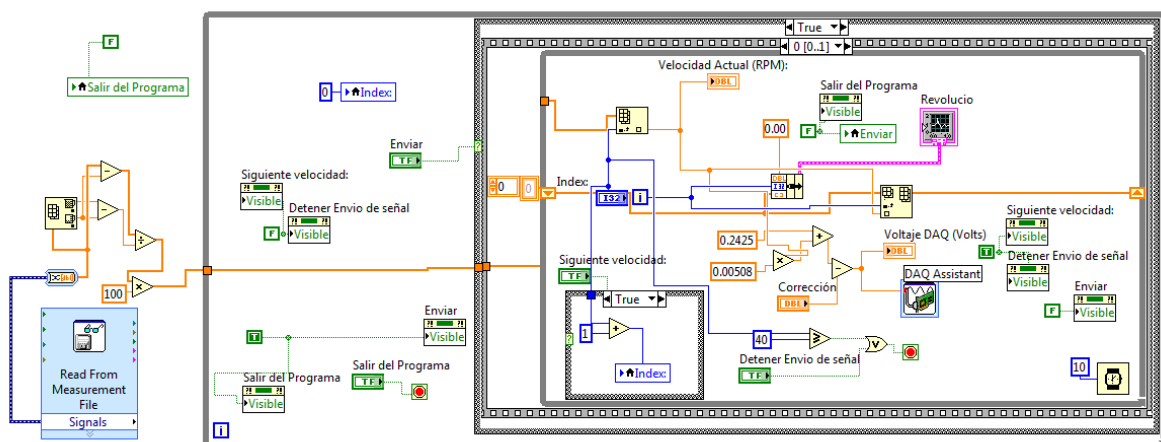 F
Salir del Programa
100
Read From
Measurement
File
Signals
0
Index:
Enviar
TF
?
Siguiente velocidad:
Visible
Detener Envio de señal
F
Visible
T
Enviar
Visible
Salir del Programa
Visible
Salir del Programa
TF
i
True
0 [0..1]
Velocidad Actual (RPM):
DBL
Salir del Programa
Visible
F
Enviar
Revolucio
0.00
DBL
I32
0
0
Index:
I32
i
0.2425
0.00508
Corrección
DBL
Voltaje DAQ (Volts)
DBL
DAQ Assistant
Siguiente velocidad:
Visible
T
Detener Envio de señal
Visible
Enviar
F
Visible
Siguiente velocidad:
TF
True
?
1
Index:
40
Detener Envio de señal
TF
10